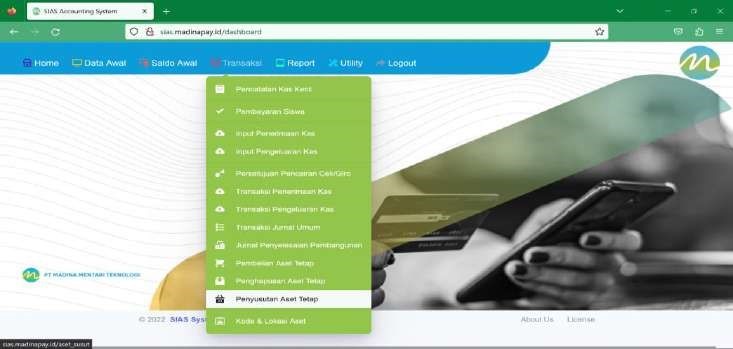 SIAS Accounting System
sias.madinapay.id/dashboard
Home Data Awal Saldo Awal Transaksi Report Utility Logout
Pencatatan Kas Kecil
Pembayaran Siswa
Input Penerimaan Kas
Input Pengeluaran Kas
Persetujuan Pencairan Cek/Giro
Transaksi Penerimaan Kas
Transaksi Pengeluaran Kas
Transaksi Jurnal Umum
Jurnal Penyelesaian Pembangunan
Pembelian Aset Tetap
Penghapusan Aset Tetap
PT MADINA MENTARI TEKNOLOGI
Penyusutan Aset Tetap
Kode & Lokasi Aset
© 2022 SIAS Sys
About Us License
sias.madinapay.id/aset_susut